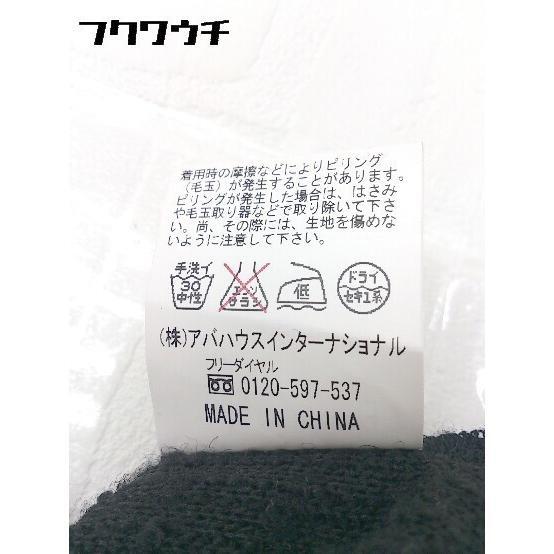 フクワウチ
着用時の摩擦などによりピリング
（毛玉）が発生することがあります。
ピリングが発生した場合は、はさみ
や毛玉取り器などで取り除いて下さ
い。尚、その際には、生地を傷めな
いように注意して下さい。
手洗イ 30 中性
エンソ サラシ
低
ドライ セキユ系
(株)アバハウスインターナショナル
フリーダイヤル
0120-597-537
MADE IN CHINA